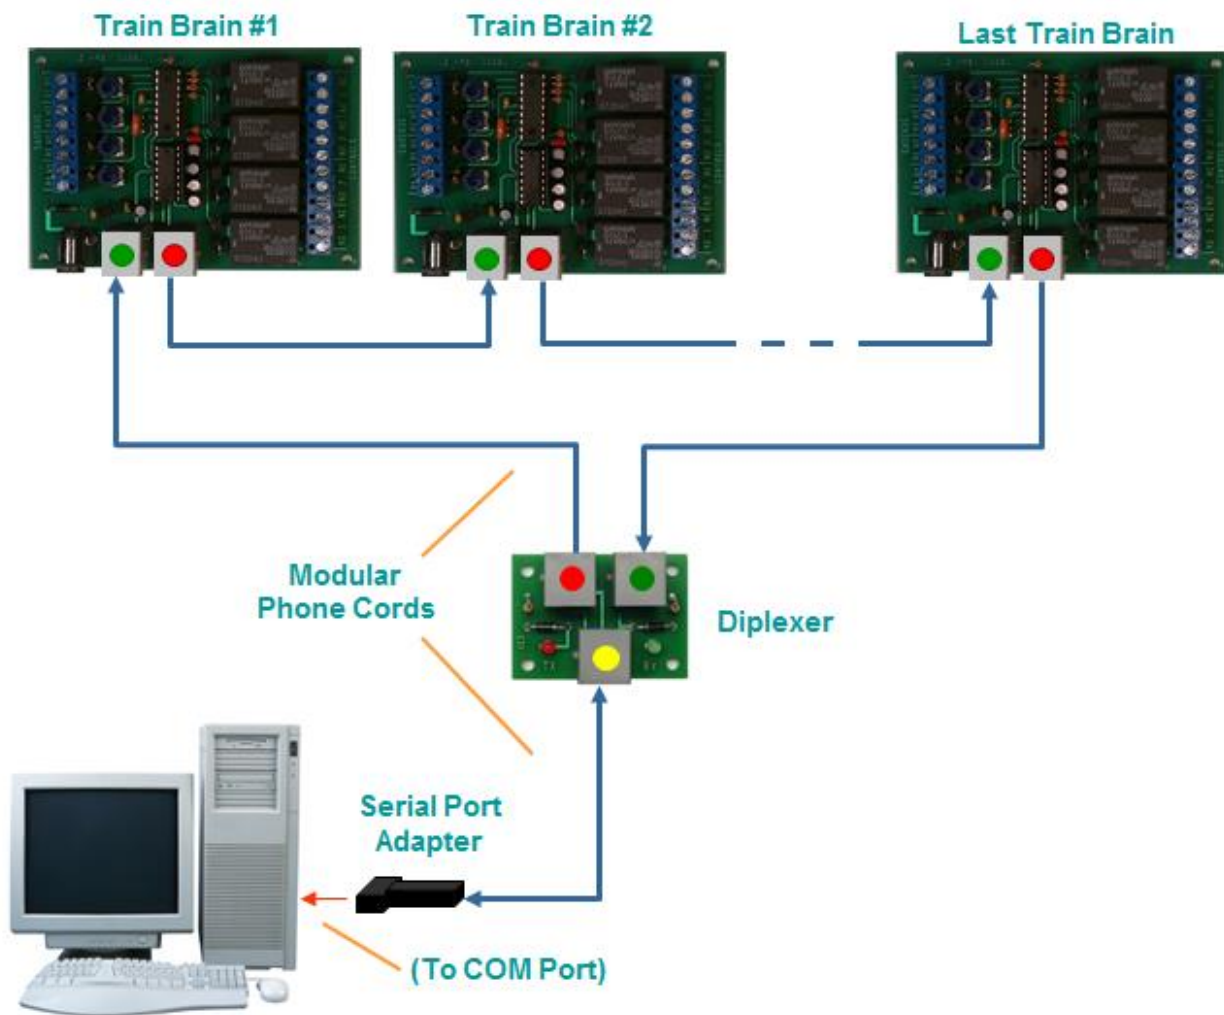 Train Brain #1
Train Brain #2
Last Train Brain
Modular
Phone Cords
Diplexer
Serial Port
Adapter
(To COM Port)